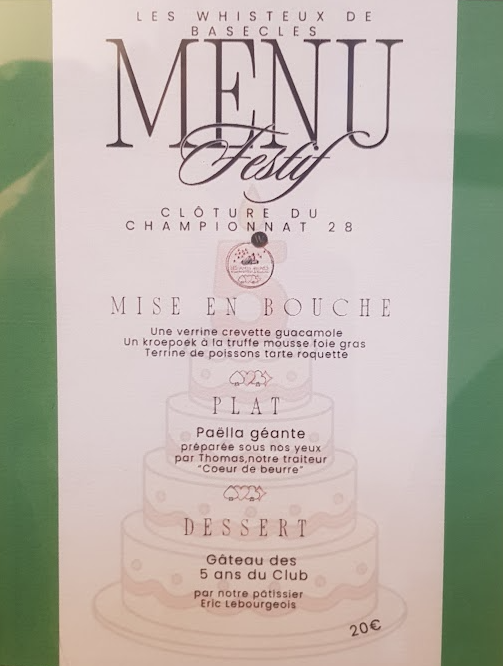 LES WHISTEUX DE
BASECLES
MENU
Festif
CLÔTURE DU
CHAMPIONNAT 28
MISE EN BOUCHE
Une verrine crevette guacamole
Un kroepoek à la truffe mousse foie gras
Terrine de poissons tarte roquette
PLAT
Paëlla géante
préparée sous nos yeux
par Thomas,notre traiteur
"Coeur de beurre"
DESSERT
Gâteau des
5 ans du Club
par notre pâtissier
Eric Lebourgeois
20€